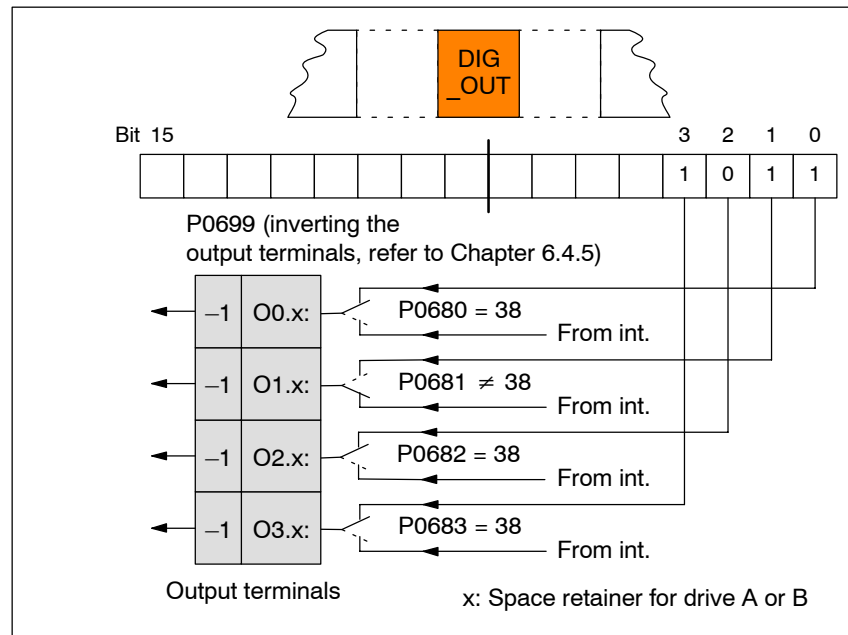 DIG
_OUT
Bit 15 3 2 1 0
1 0 1 1
P0699 (inverting the
output terminals, refer to Chapter 6.4.5)
−1 O0.x: P0680 = 38
From int.
−1 O1.x: P0681 ≠ 38
From int.
−1 O2.x: P0682 = 38
From int.
−1 O3.x: P0683 = 38
From int.
Output terminals
x: Space retainer for drive A or B